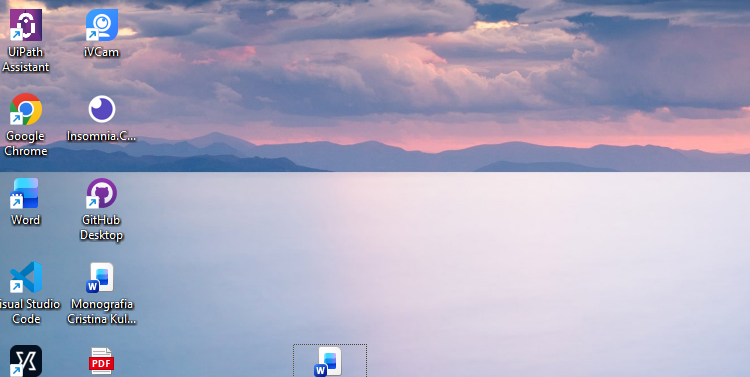 UiPath
Assistant
iVCam
Google
Chrome
Insomnia.C...
Word
GitHub
Desktop
isual Studio
Code
Monografia
Cristina Kul...
W
PDF
W